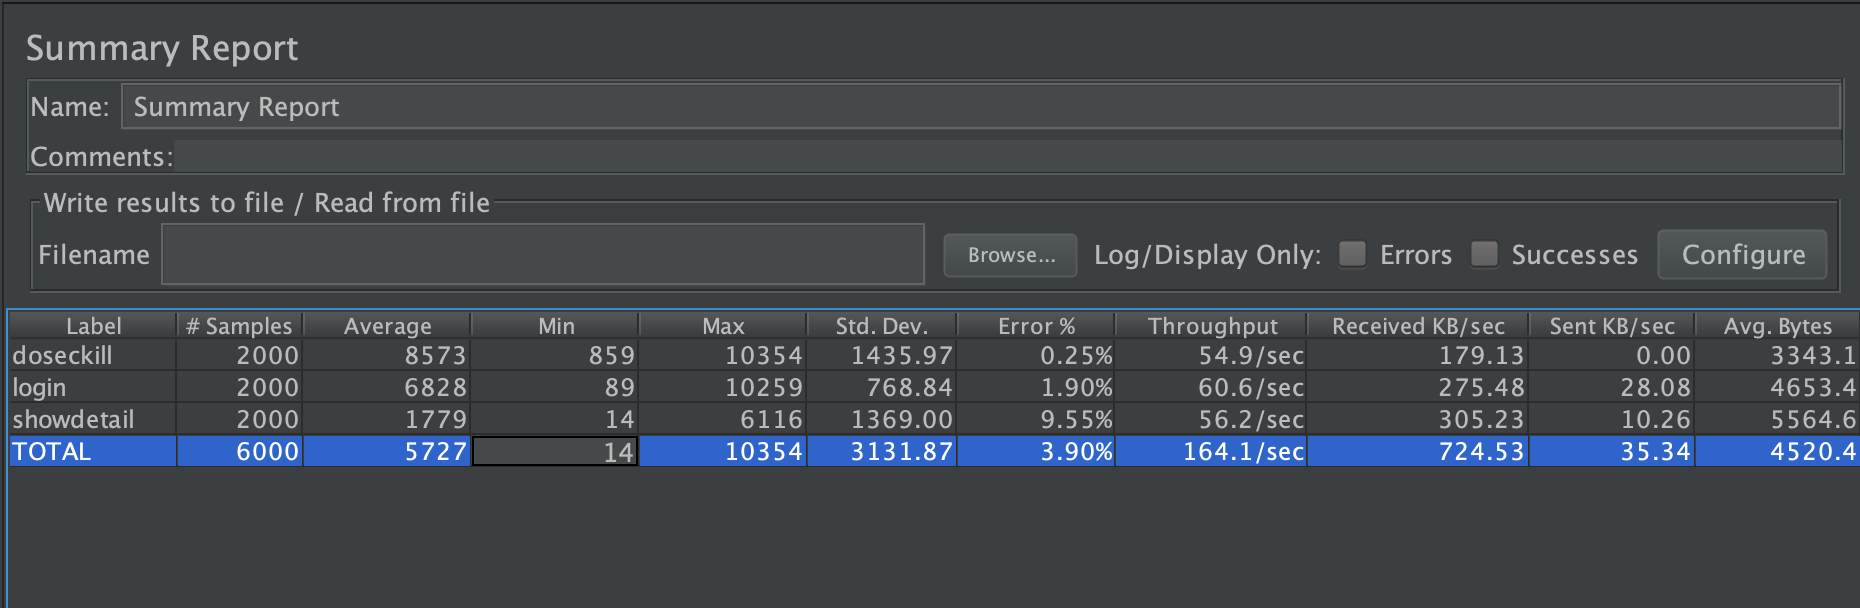 Summary Report
Name: Summary Report
Comments:
Write results to file / Read from file
Filename Browse... Log/Display Only: Errors Successes Configure
Label # Samples Average Min Max Std. Dev. Error % Throughput Received KB/sec Sent KB/sec Avg. Bytes
doseckill 2000 8573 859 10354 1435.97 0.25% 54.9/sec 179.13 0.00 3343.1
login 2000 6828 89 10259 768.84 1.90% 60.6/sec 275.48 28.08 4653.4
showdetail 2000 1779 14 6116 1369.00 9.55% 56.2/sec 305.23 10.26 5564.6
TOTAL 6000 5727 14 10354 3131.87 3.90% 164.1/sec 724.53 35.34 4520.4